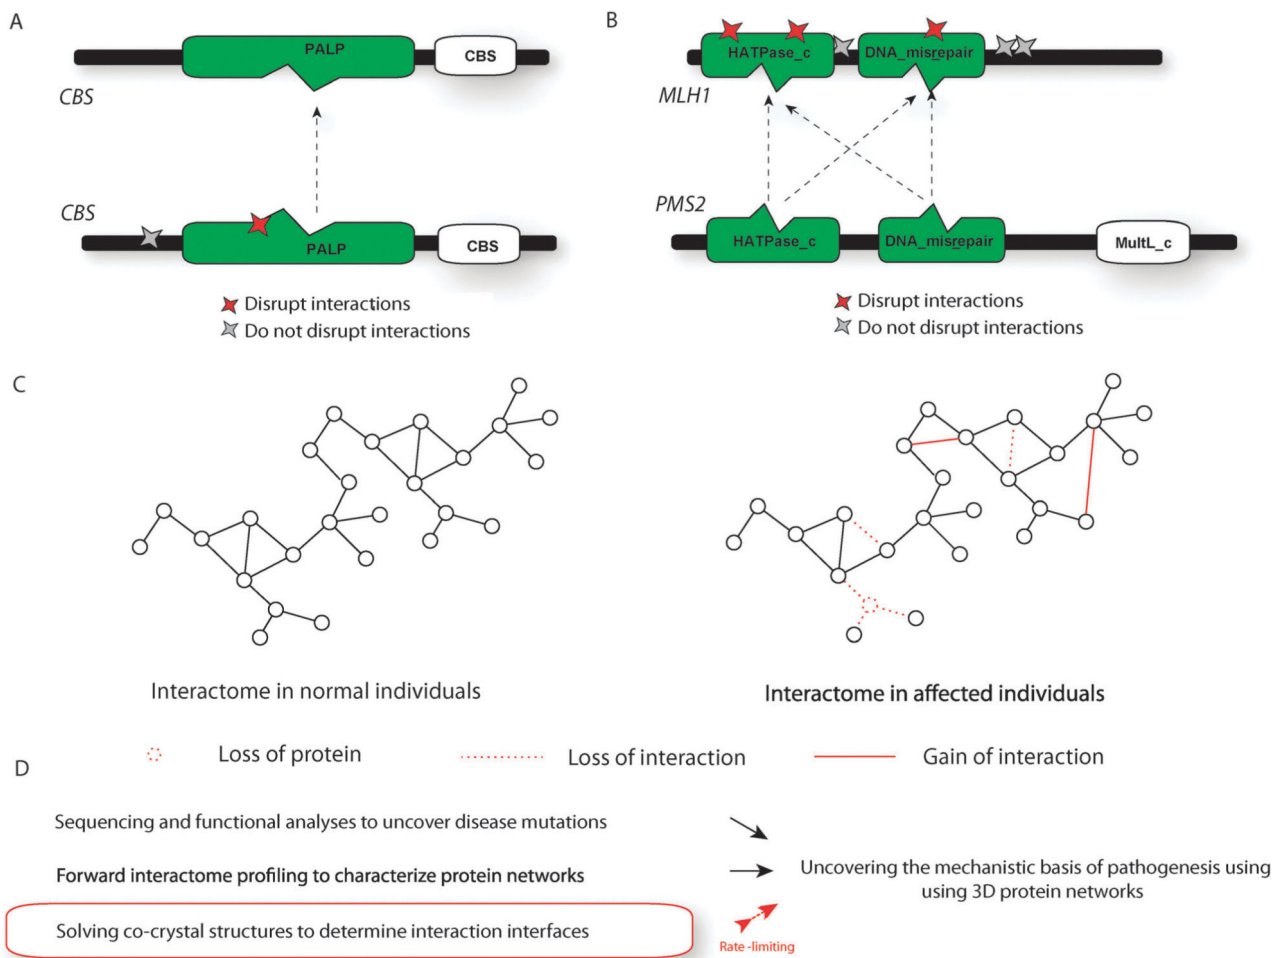 A
PALP
CBS
CBS
CBS
PALP
CBS
Disrupt interactions
Do not disrupt interactions
B
HATPase_c
DNA_misrepair
MLH1
PMS2
HATPase_c
DNA_misrepair
MultL_c
Disrupt interactions
Do not disrupt interactions
C
Interactome in normal individuals
Interactome in affected individuals
Loss of protein
Loss of interaction
Gain of interaction
D
Sequencing and functional analyses to uncover disease mutations
Forward interactome profiling to characterize protein networks
Solving co-crystal structures to determine interaction interfaces
Rate-limiting
Uncovering the mechanistic basis of pathogenesis using
using 3D protein networks